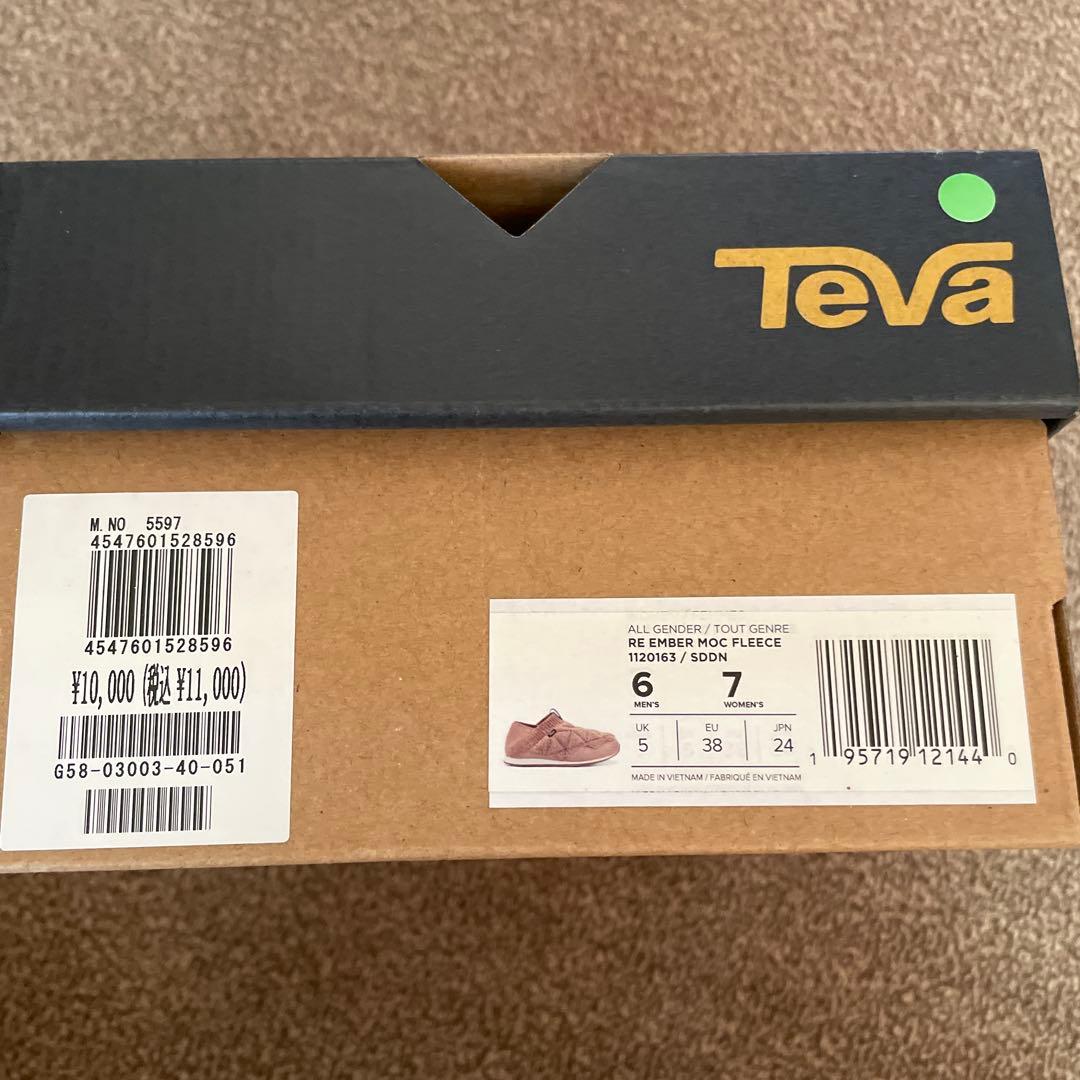 Teva
M. NO 5597
4547601528596
4547601528596
¥10,000 (税込 ¥11,000)
G58-03003-40-051
ALL GENDER / TOUT GENRE
RE EMBER MOC FLEECE
1120163 / SDDN
6 7
MEN'S WOMEN'S
UK EU JPN
5 38 24
MADE IN VIETNAM / FABRIQUÉ EN VIETNAM
1 95719 12144 0